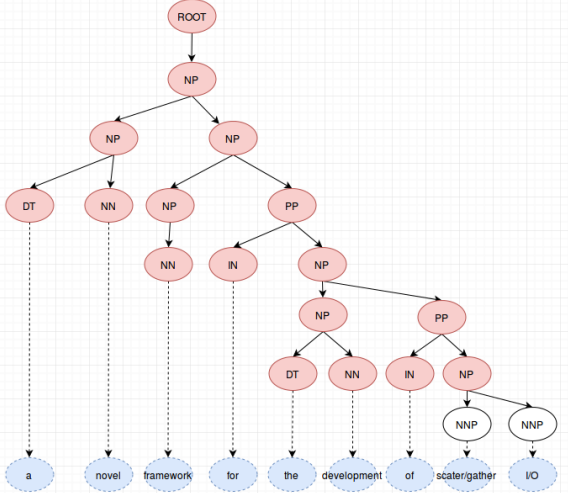 ROOT
NP
NP NP
DT NN NP PP
NN IN NP
NP PP
DT NN IN NP
NNP NNP
a novel framework for the development of scater/gather I/O